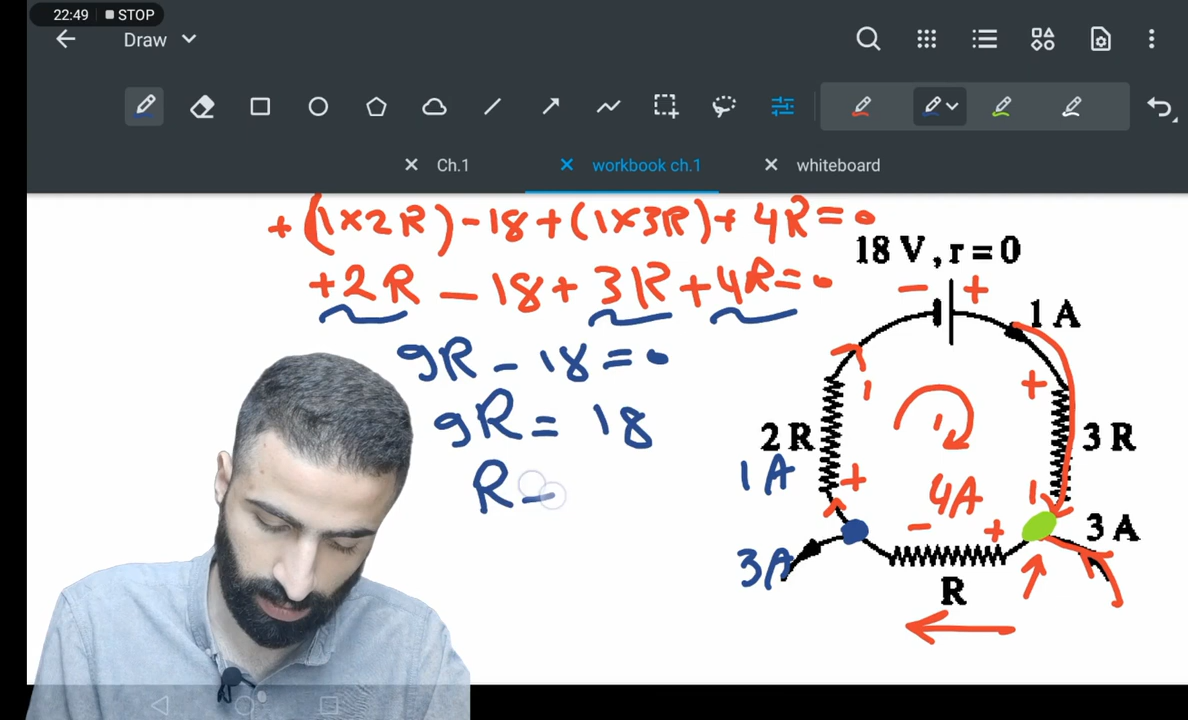 22:49 STOP
Draw
Ch.1
workbook ch.1
whiteboard
+(1×2R)-18+(1×3R)+4R=0
+2R-18+3R+4R=0
9R-18=0
9R=18
R=
18 V, r = 0
- +
1 A
+
1
2 R
1
3 R
1A
+
4A
1
- +
3 A
3A
R